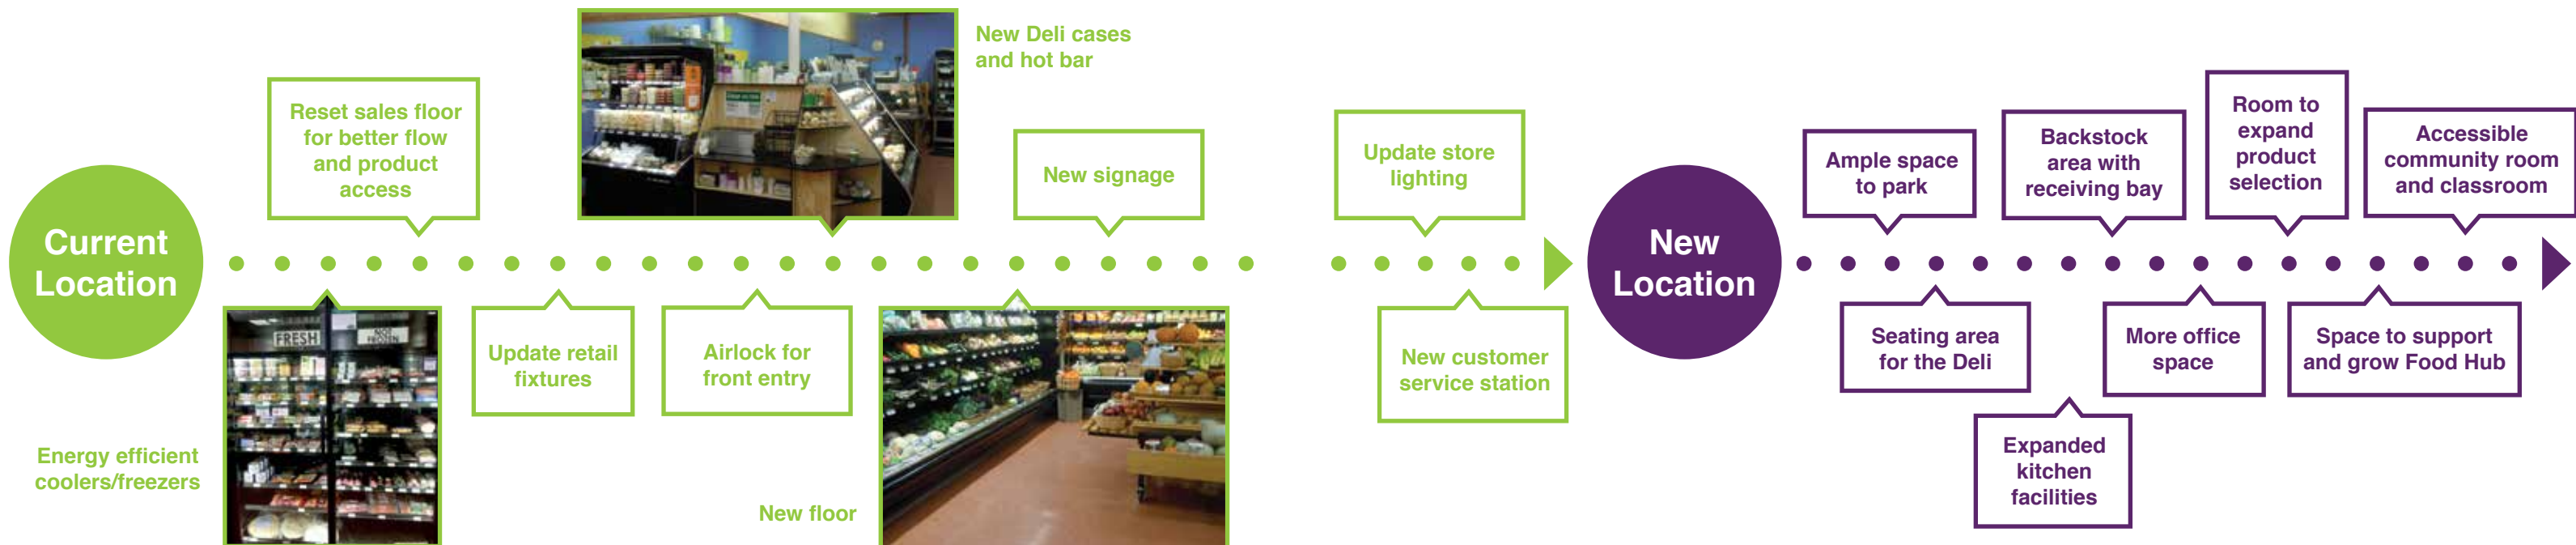 Current
Location
Energy efficient
coolers/freezers
FRESH
NOT
FROZEN
Reset sales floor
for better flow
and product
access
Update retail
fixtures
New Deli cases
and hot bar
Airlock for
front entry
New floor
New signage
Update store
lighting
New customer
service station
New
Location
Ample space
to park
Seating area
for the Deli
Expanded
kitchen
facilities
Backstock
area with
receiving bay
More office
space
Room to
expand
product
selection
Space to support
and grow Food Hub
Accessible
community room
and classroom